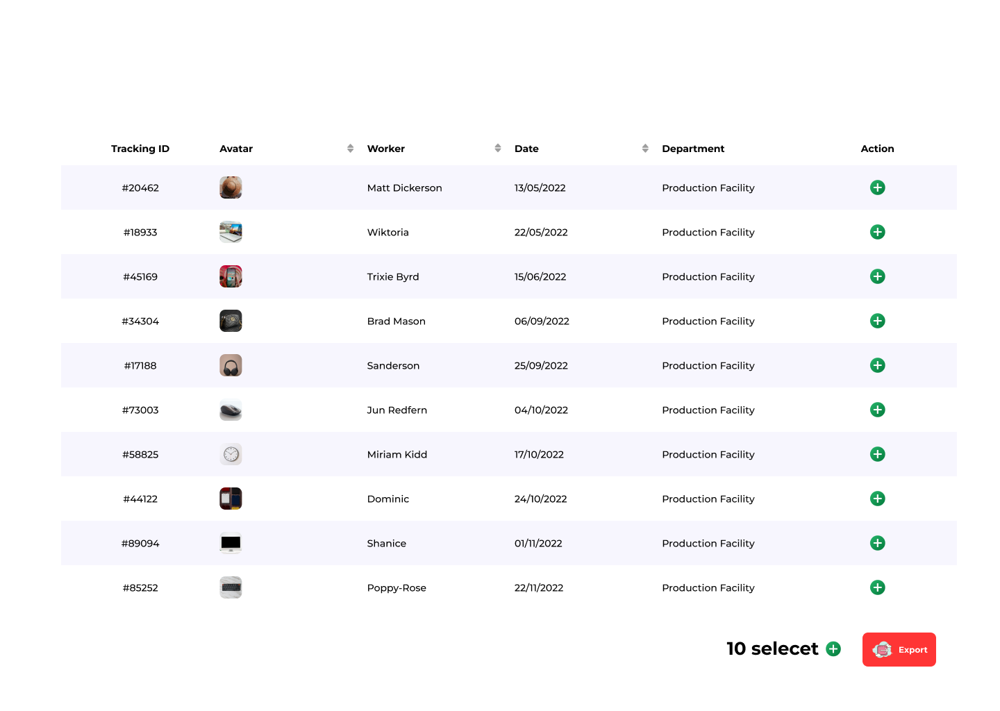 Tracking ID Avatar Worker Date Department Action
#20462 Matt Dickerson 13/05/2022 Production Facility
#18933 Wiktoria 22/05/2022 Production Facility
#45169 Trixie Byrd 15/06/2022 Production Facility
#34304 Brad Mason 06/09/2022 Production Facility
#17188 Sanderson 25/09/2022 Production Facility
#73003 Jun Redfern 04/10/2022 Production Facility
#58825 Miriam Kidd 17/10/2022 Production Facility
#44122 Dominic 24/10/2022 Production Facility
#89094 Shanice 01/11/2022 Production Facility
#85252 Poppy-Rose 22/11/2022 Production Facility
10 selecet Export